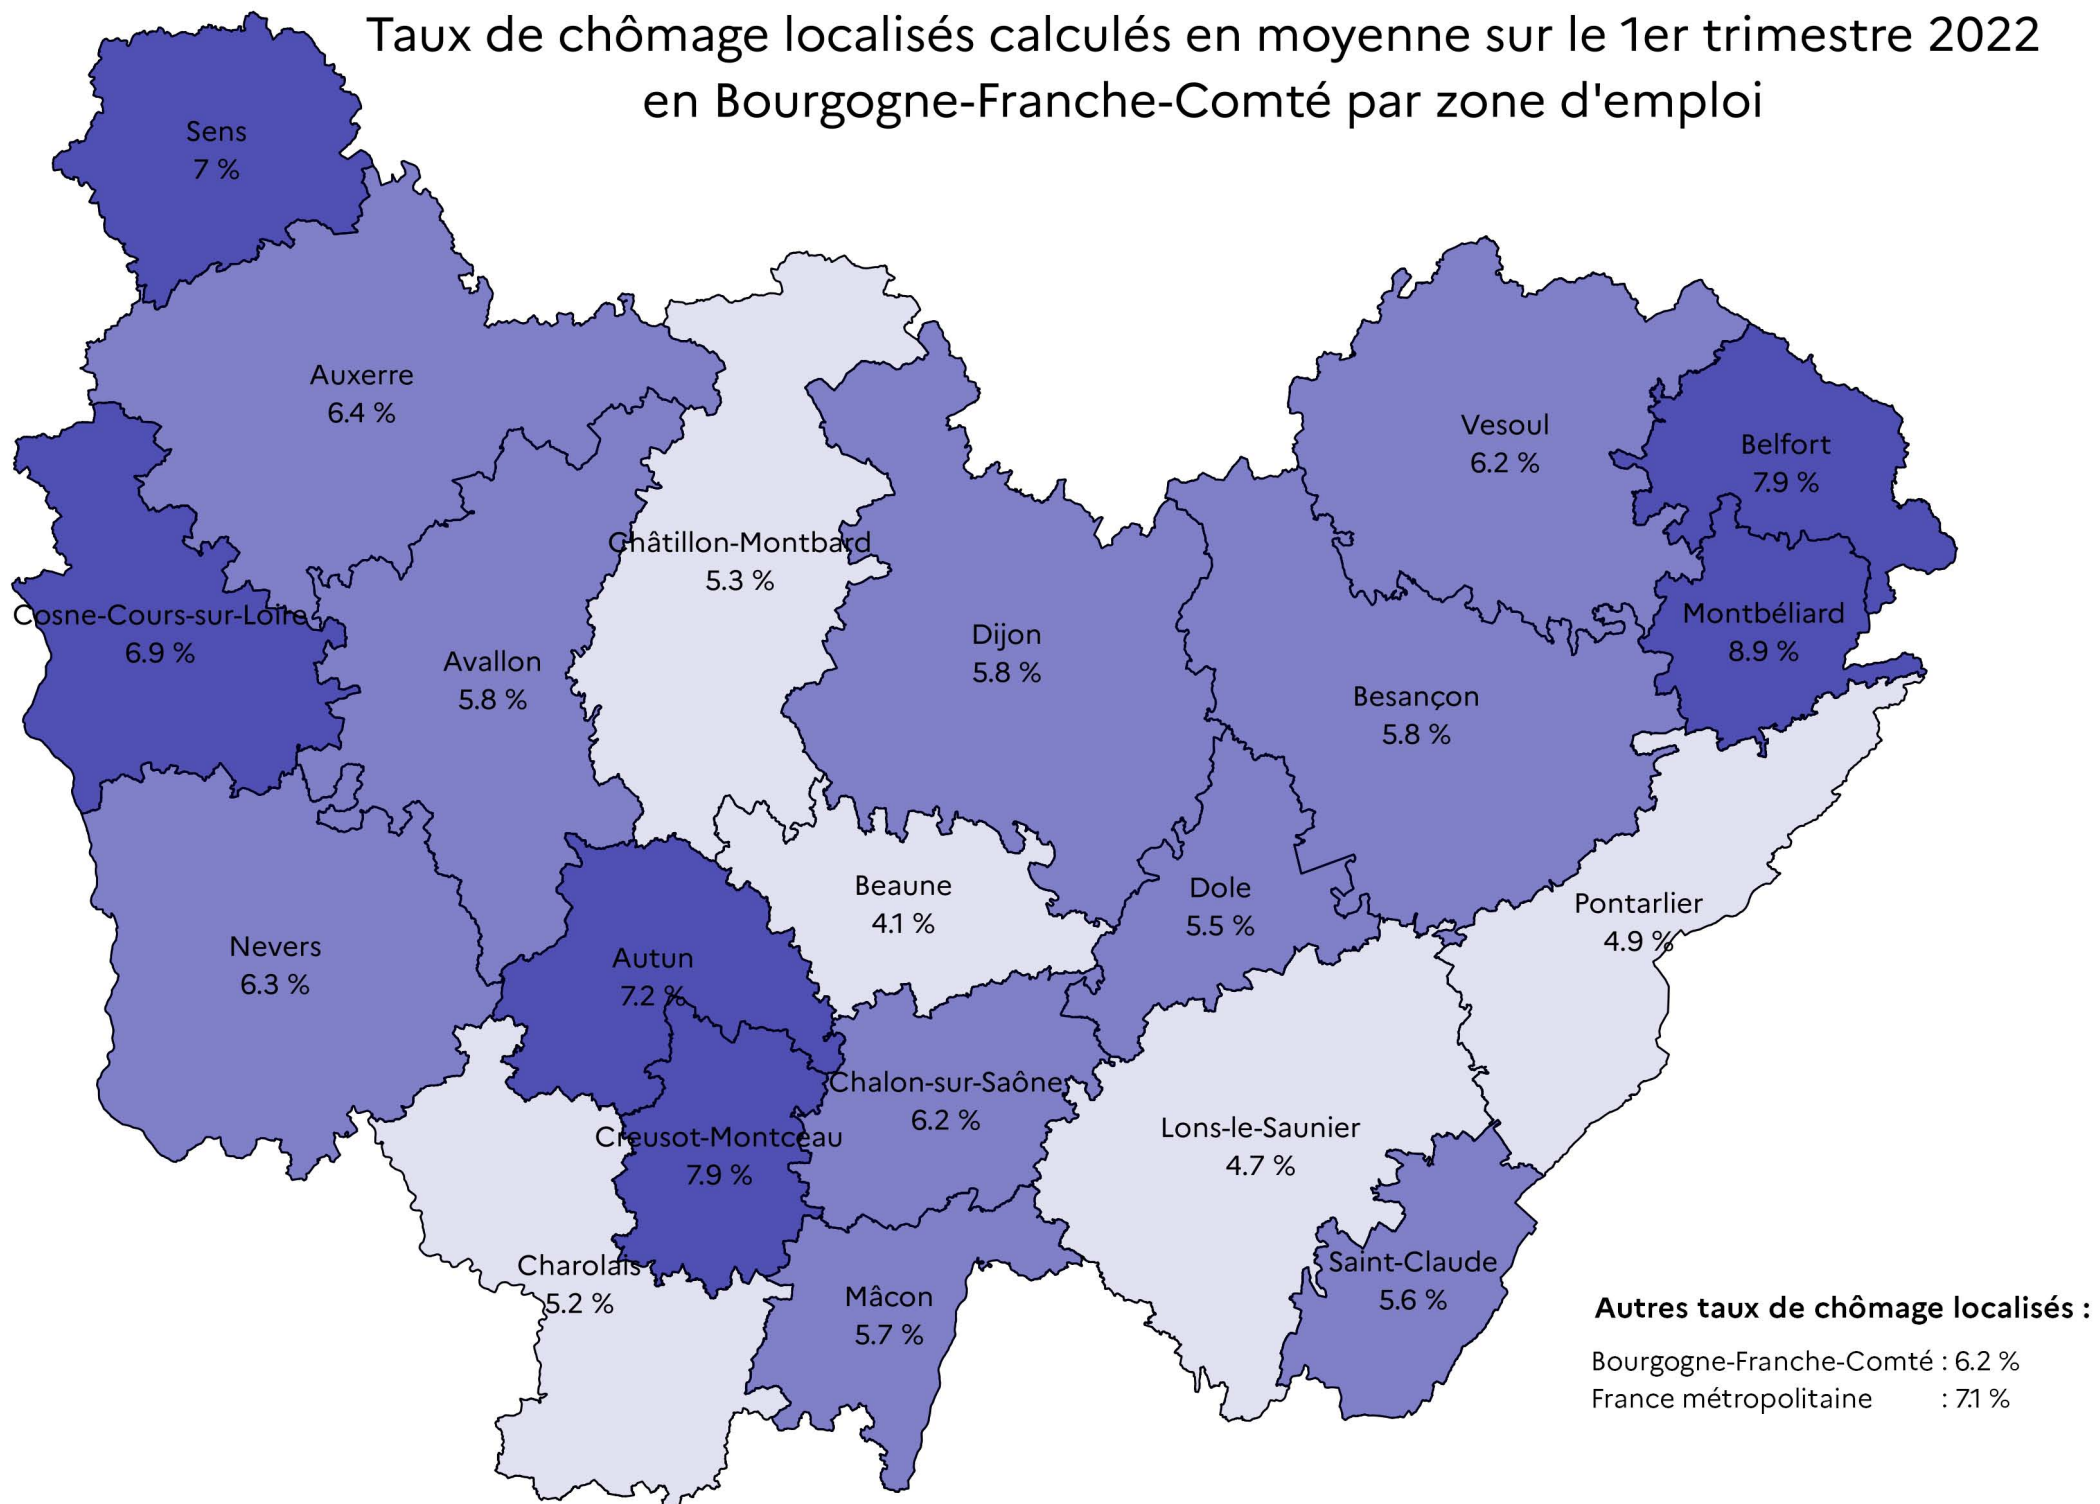 Taux de chômage localisés calculés en moyenne sur le 1er trimestre 2022
en Bourgogne-Franche-Comté par zone d'emploi
Sens
7 %
Auxerre
6.4 %
Vesoul
6.2 %
Belfort
7.9 %
Châtillon-Montbard
5.3 %
Cosne-Cours-sur-Loire
6.9 %
Montbéliard
8.9 %
Dijon
5.8 %
Avallon
5.8 %
Besançon
5.8 %
Beaune
4.1 %
Dole
5.5 %
Pontarlier
4.9 %
Nevers
6.3 %
Autun
7.2 %
Chalon-sur-Saône
6.2 %
Creusot-Montceau
7.9 %
Lons-le-Saunier
4.7 %
Charolais
5.2 %
Mâcon
5.7 %
Saint-Claude
5.6 %
Autres taux de chômage localisés :
Bourgogne-Franche-Comté : 6.2 %
France métropolitaine : 7.1 %